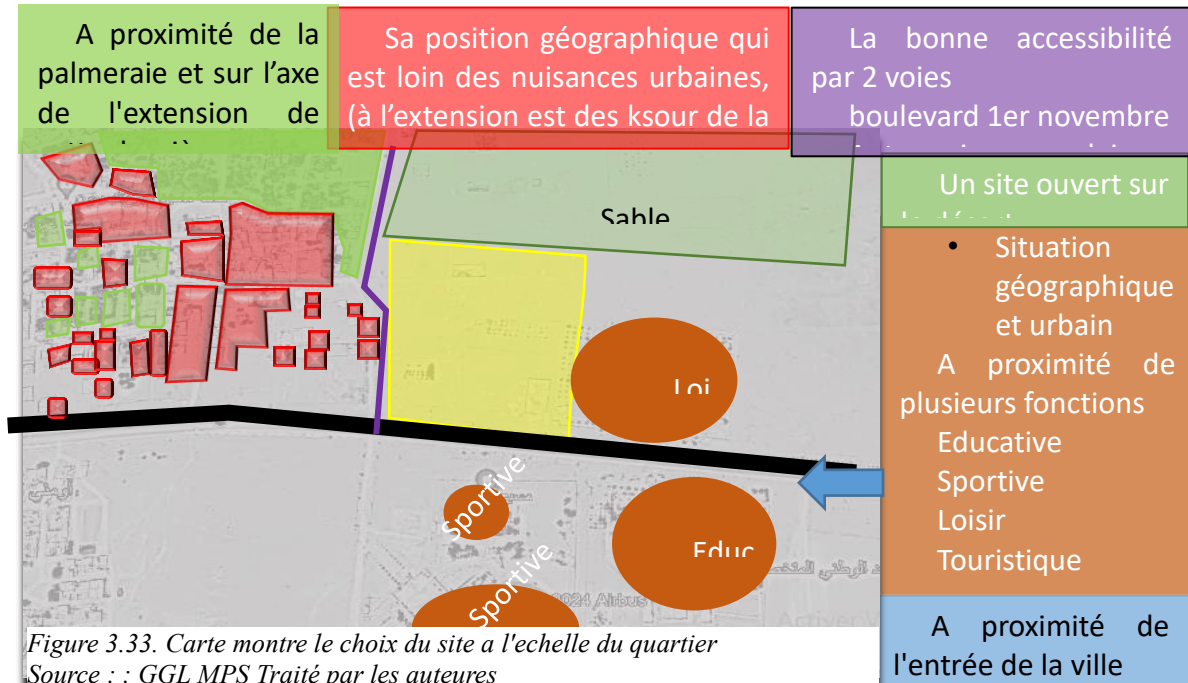 A proximité de la
palmeraie et sur l’axe
de l'extension de
Sa position géographique qui
est loin des nuisances urbaines,
(à l’extension est des ksour de la
La bonne accessibilité
par 2 voies
boulevard 1er novembre
Un site ouvert sur
Sable
• Situation
géographique
et urbain
A proximité de
plusieurs fonctions
Educative
Sportive
Loisir
Touristique
Loi
Sportive
Educ
Sportive
2024 Airbus
A proximité de
l'entrée de la ville
Figure 3.33. Carte montre le choix du site a l'echelle du quartier
Source : : GGL MPS Traité par les auteures